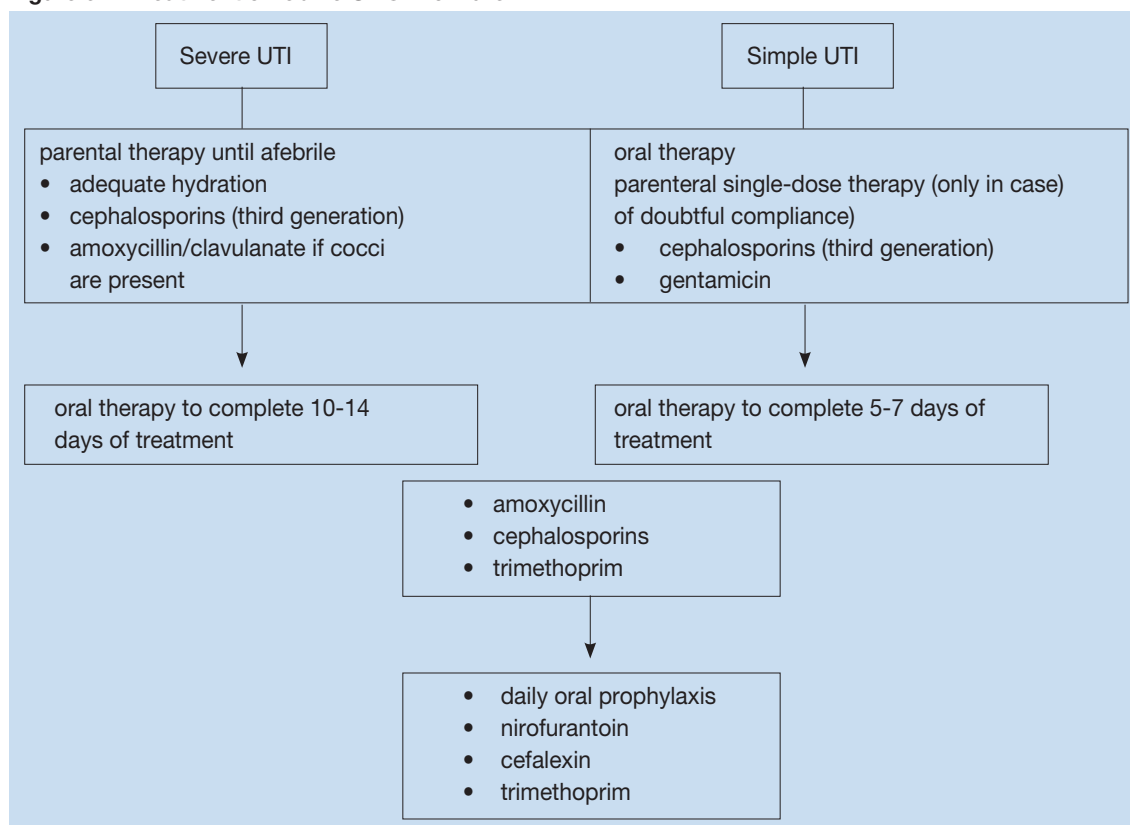 Severe UTI
Simple UTI
parental therapy until afebrile
• adequate hydration
• cephalosporins (third generation)
• amoxycillin/clavulanate if cocci
are present
oral therapy
parenteral single-dose therapy (only in case)
of doubtful compliance)
• cephalosporins (third generation)
• gentamicin
oral therapy to complete 10-14
days of treatment
oral therapy to complete 5-7 days of
treatment
• amoxycillin
• cephalosporins
• trimethoprim
• daily oral prophylaxis
• nirofurantoin
• cefalexin
• trimethoprim